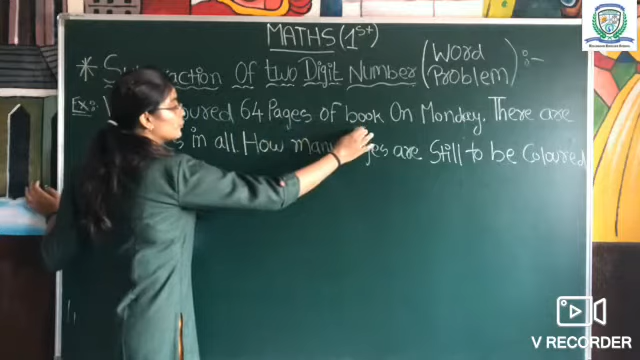 MATHS (1st)
* Subtraction Of two Digit Number (Word Problem) :-
Ex:- coloured 64 Pages of book On Monday. There are
in all. How many pages are Still to be Coloured
V RECORDER